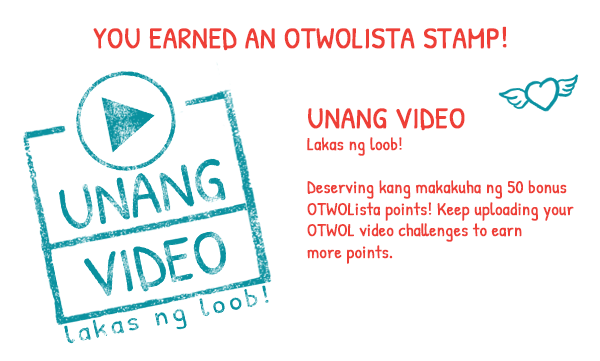 YOU EARNED AN OTWOLISTA STAMP!
UNANG
VIDEO
lakas ng loob!
UNANG VIDEO
Lakas ng loob!
Deserving kang makakuha ng 50 bonus
OTWOLista points! Keep uploading your
OTWOL video challenges to earn
more points.